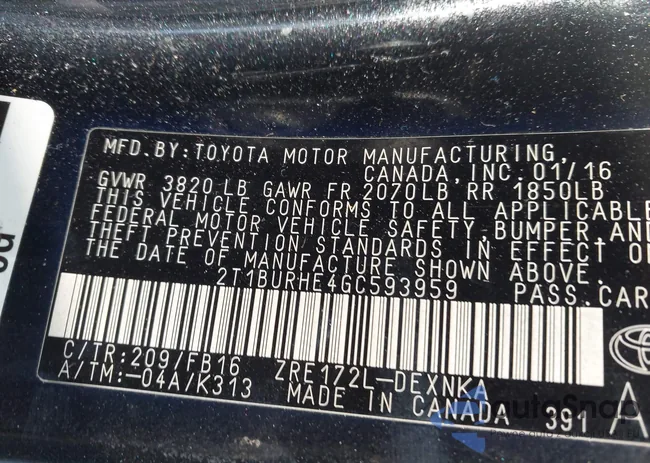 MFD. BY: TOYOTA MOTOR MANUFACTURING,
CANADA, INC. 01/16
GVWR 3820 LB GAWR FR 2070LB, RR 1850LB
THIS VEHICLE CONFORMS TO ALL APPLICABLE
FEDERAL MOTOR VEHICLE SAFETY, BUMPER, AND
THEFT PREVENTION STANDARDS IN EFFECT O
THE DATE OF MANUFACTURE SHOWN ABOVE.
2T1BURHE4GC593959 PASS. CAR
C/TR: 209/FB16 ZRE172L-DEXNKA
A/TM: -04A/K313 MADE IN CANADA 391 A
AutoSnap